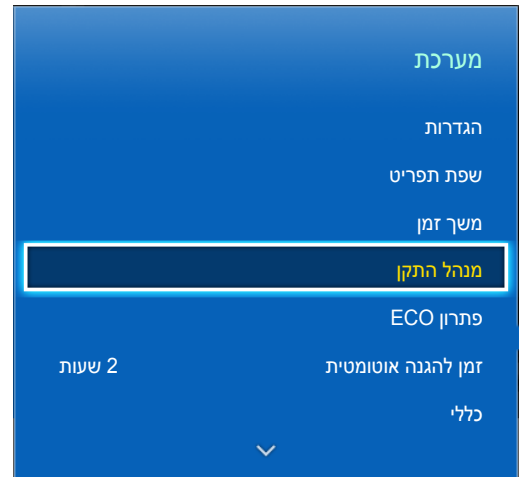 מערכת
הגדרות
שפת תפריט
משך זמן
מנהל התקן
פתרון ECO
זמן להגנה אוטומטית 2 שעות
כללי